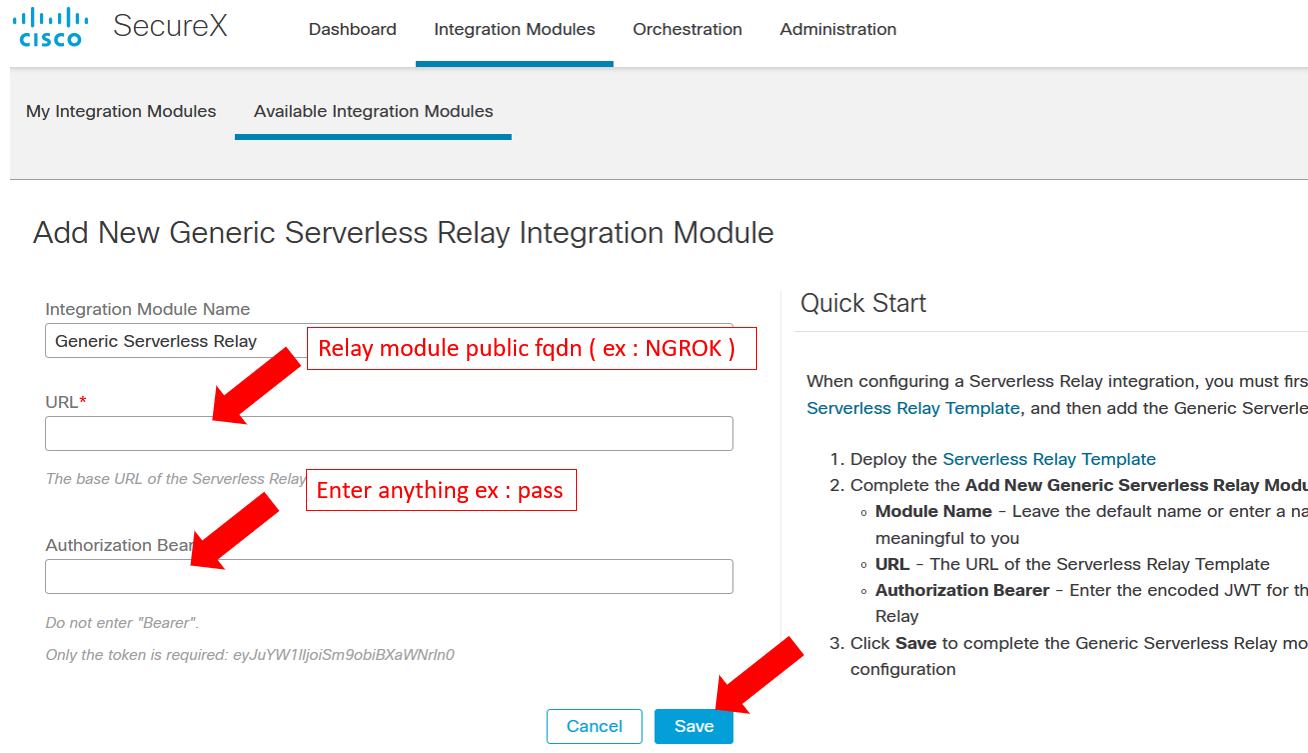 CISCO
SecureX
Dashboard
Integration Modules
Orchestration
Administration
My Integration Modules
Available Integration Modules
Add New Generic Serverless Relay Integration Module
Integration Module Name
Generic Serverless Relay
Relay module public fqdn ( ex : NGROK )
URL*
The base URL of the Serverless Relay
Enter anything ex : pass
Authorization Bear
Do not enter "Bearer".
Only the token is required: eyJuYW1lIjoiSm9obiBXaWNrIn0
Cancel
Save
Quick Start
When configuring a Serverless Relay integration, you must firs
Serverless Relay Template, and then add the Generic Serverle
1. Deploy the Serverless Relay Template
2. Complete the Add New Generic Serverless Relay Modu
Module Name - Leave the default name or enter a na
meaningful to you
URL - The URL of the Serverless Relay Template
Authorization Bearer - Enter the encoded JWT for th
Relay
3. Click Save to complete the Generic Serverless Relay mo
configuration